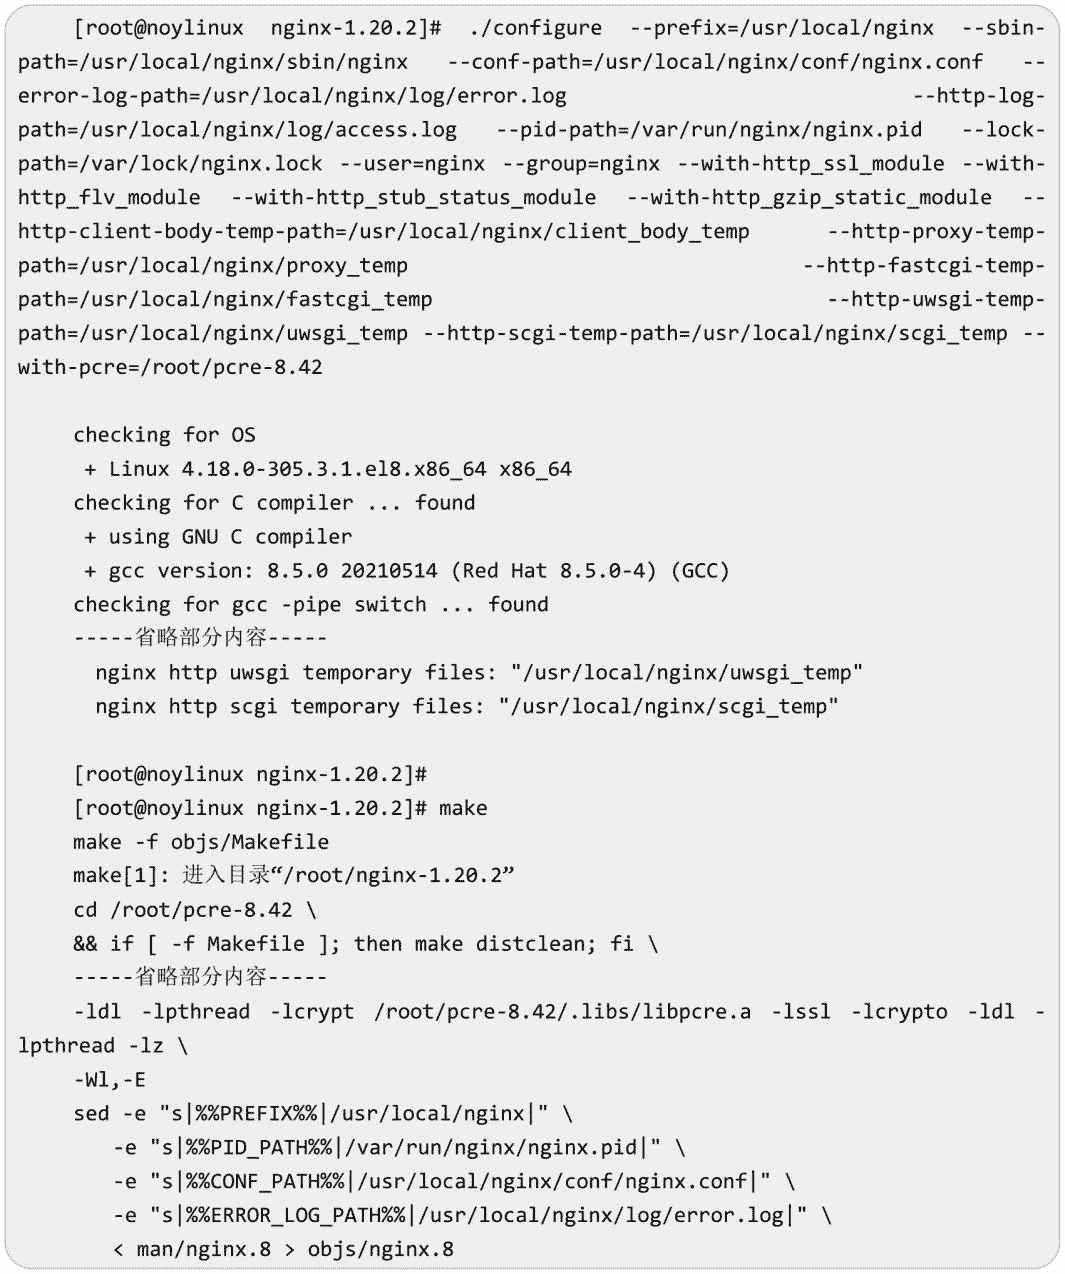 [root@noylinux nginx-1.20.2]# ./configure --prefix=/usr/local/nginx --sbin-
path=/usr/local/nginx/sbin/nginx --conf-path=/usr/local/nginx/conf/nginx.conf --
error-log-path=/usr/local/nginx/log/error.log --http-log-
path=/usr/local/nginx/log/access.log --pid-path=/var/run/nginx/nginx.pid --lock-
path=/var/lock/nginx.lock --user=nginx --group=nginx --with-http_ssl_module --with-
http_flv_module --with-http_stub_status_module --with-http_gzip_static_module --
http-client-body-temp-path=/usr/local/nginx/client_body_temp --http-proxy-temp-
path=/usr/local/nginx/proxy_temp --http-fastcgi-temp-
path=/usr/local/nginx/fastcgi_temp --http-uwsgi-temp-
path=/usr/local/nginx/uwsgi_temp --http-scgi-temp-path=/usr/local/nginx/scgi_temp --
with-pcre=/root/pcre-8.42
checking for OS
+ Linux 4.18.0-305.3.1.el8.x86_64 x86_64
checking for C compiler ... found
+ using GNU C compiler
+ gcc version: 8.5.0 20210514 (Red Hat 8.5.0-4) (GCC)
checking for gcc -pipe switch ... found
-----省略部分内容-----
nginx http uwsgi temporary files: "/usr/local/nginx/uwsgi_temp"
nginx http scgi temporary files: "/usr/local/nginx/scgi_temp"
[root@noylinux nginx-1.20.2]#
[root@noylinux nginx-1.20.2]# make
make -f objs/Makefile
make[1]: 进入目录“/root/nginx-1.20.2”
cd /root/pcre-8.42 \
&& if [ -f Makefile ]; then make distclean; fi \
-----省略部分内容-----
-ldl -lpthread -lcrypt /root/pcre-8.42/.libs/libpcre.a -lssl -lcrypto -ldl -
lpthread -lz \
-Wl,-E
sed -e "s|%%PREFIX%%|/usr/local/nginx|" \
-e "s|%%PID_PATH%%|/var/run/nginx/nginx.pid|" \
-e "s|%%CONF_PATH%%|/usr/local/nginx/conf/nginx.conf|" \
-e "s|%%ERROR_LOG_PATH%%|/usr/local/nginx/log/error.log|" \
< man/nginx.8 > objs/nginx.8